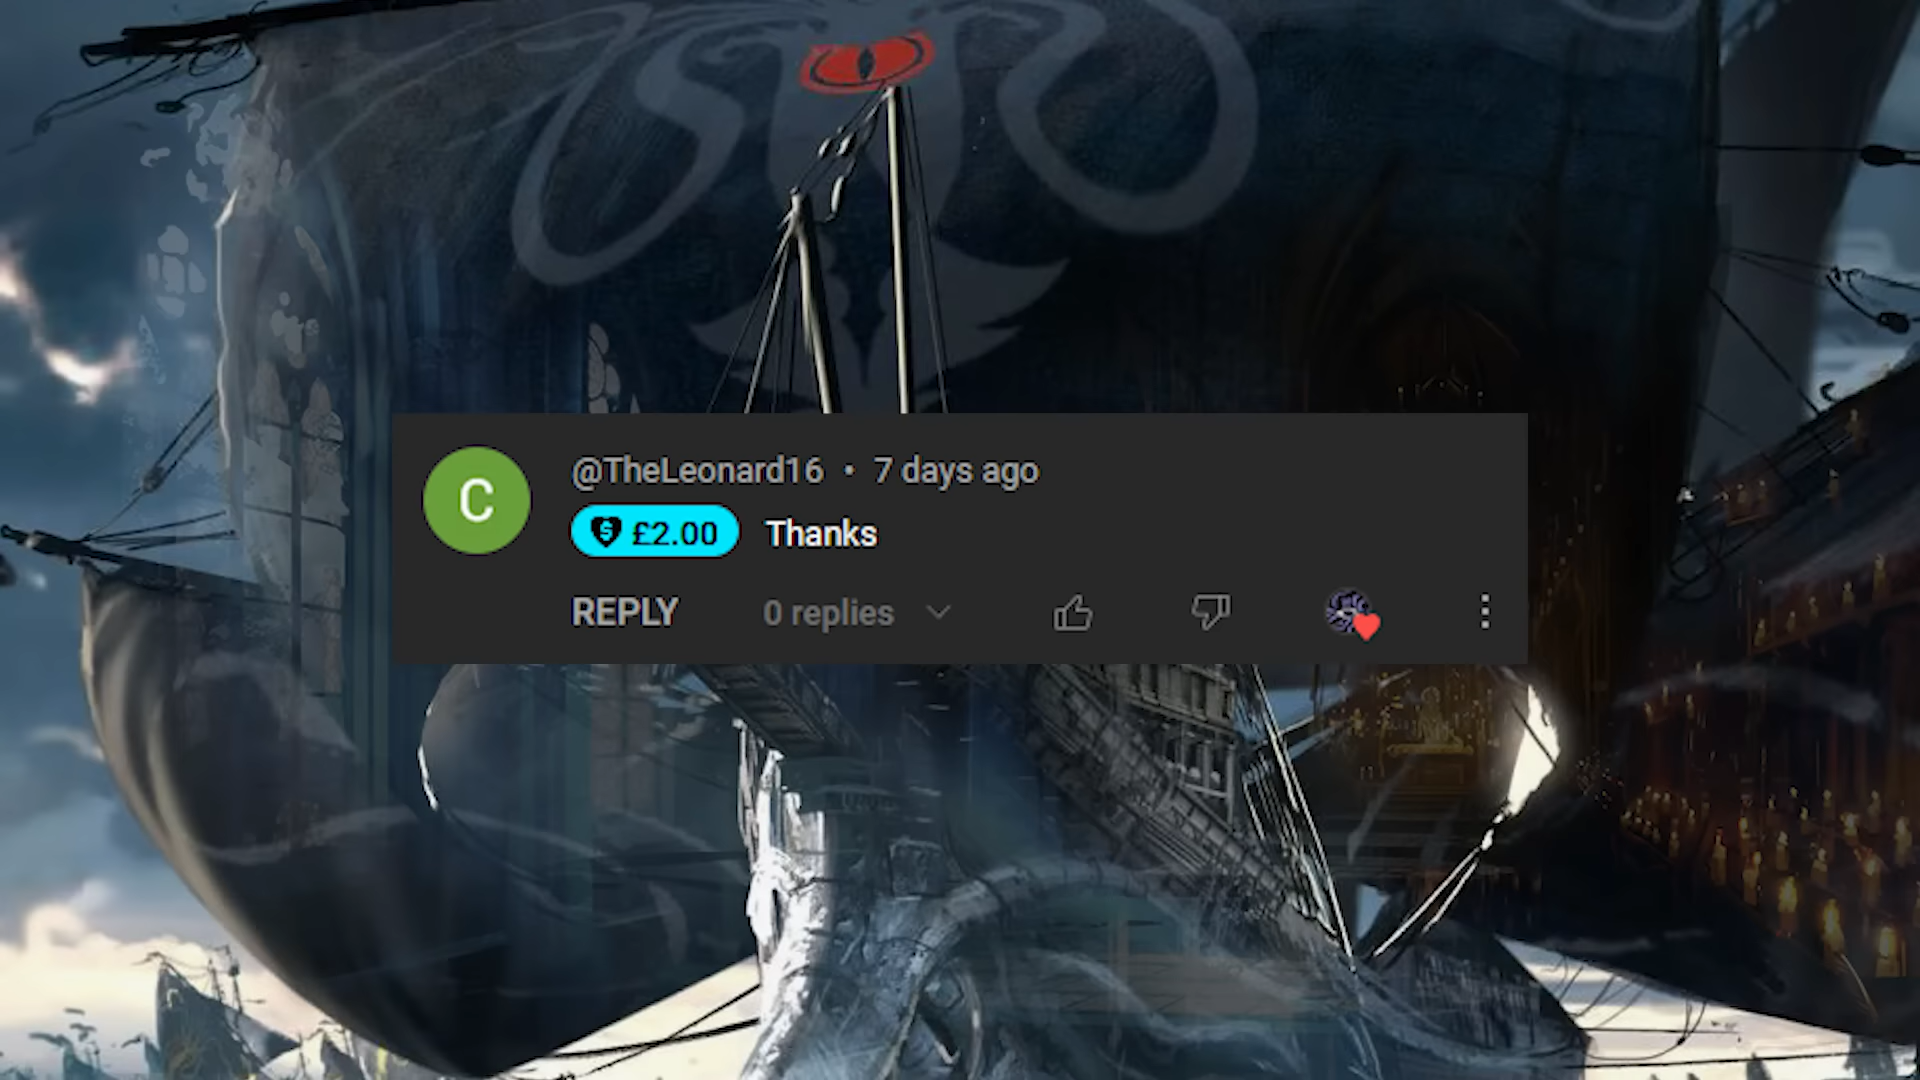 C
@TheLeonard16 • 7 days ago
£2.00 Thanks
REPLY 0 replies